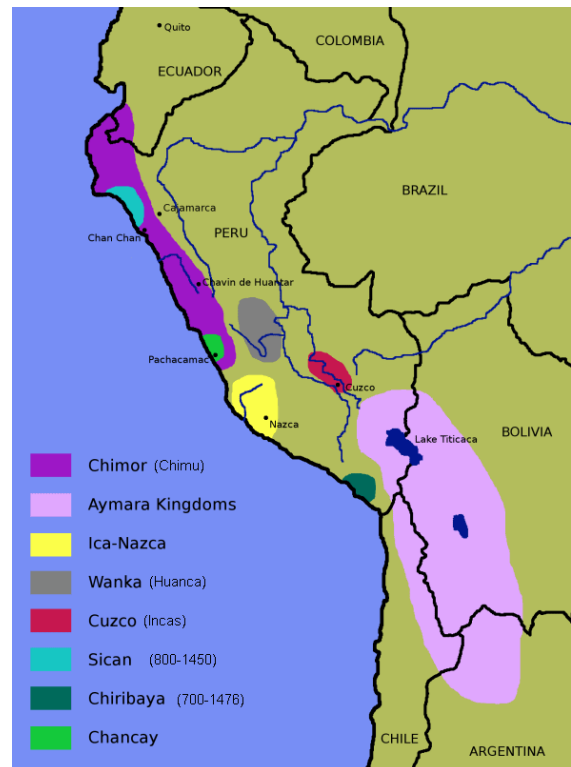 Quito
COLOMBIA
ECUADOR
BRAZIL
Cajamarca
PERU
Chan Chan
Chavin de Huantar
Pachacamac
Cuzco
Nazca
Lake Titicaca
BOLIVIA
Chimor (Chimu)
Aymara Kingdoms
Ica-Nazca
Wanka (Huanca)
Cuzco (Incas)
Sican (800-1450)
Chiribaya (700-1476)
Chancay
CHILE
ARGENTINA